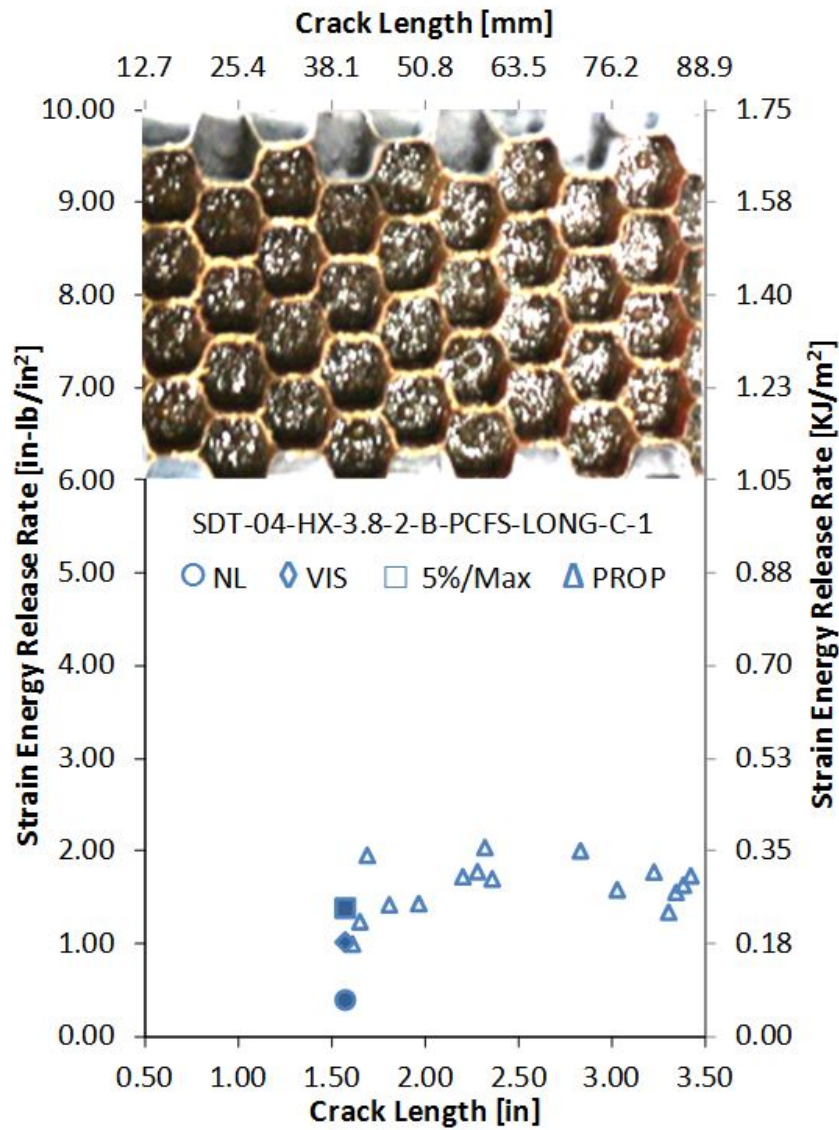 Crack Length [mm]
12.7 25.4 38.1 50.8 63.5 76.2 88.9
10.00 1.75
9.00 1.58
8.00 1.40
7.00 1.23
6.00 1.05
5.00 0.88
4.00 0.70
3.00 0.53
2.00 0.35
1.00 0.18
0.00 0.00
Strain Energy Release Rate [in-lb/in²]
Strain Energy Release Rate [KJ/m²]
SDT-04-HX-3.8-2-B-PCFS-LONG-C-1
NL VIS 5%/Max PROP
0.50 1.00 1.50 2.00 2.50 3.00 3.50
Crack Length [in]